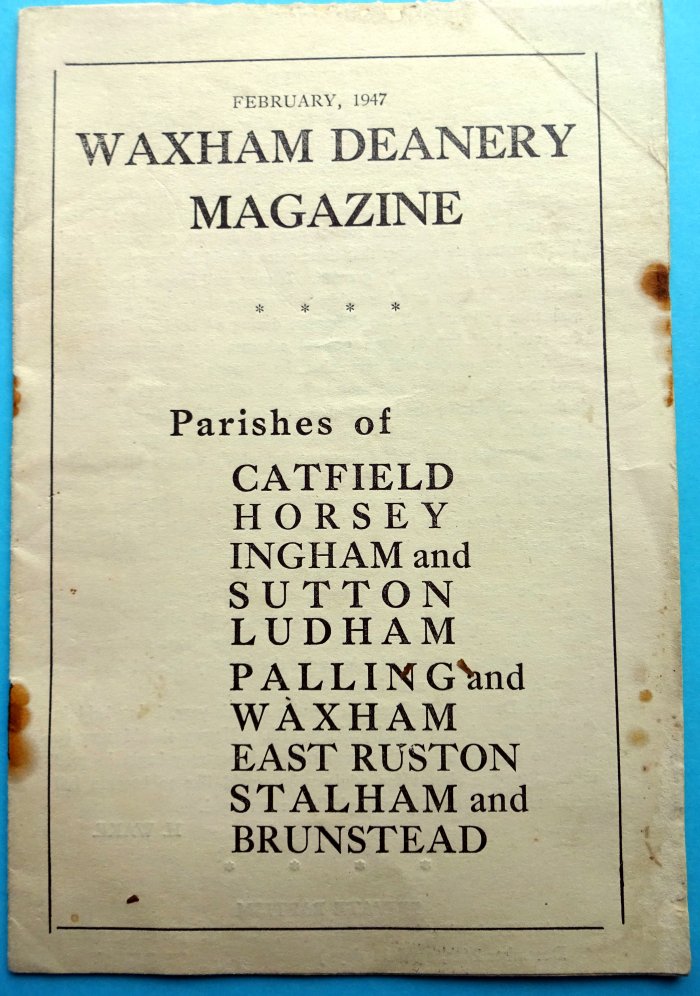 FEBRUARY, 1947
WAXHAM DEANERY
MAGAZINE
* * * *
Parishes of
CATFIELD
HORSEY
INGHAM and
SUTTON
LUDHAM
PALLING and
WAXHAM
EAST RUSTON
STALHAM and
BRUNSTEAD